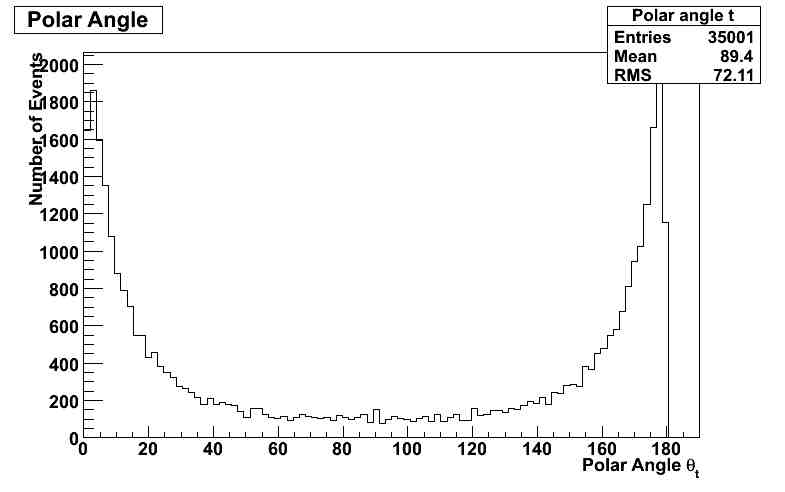 Polar Angle
Polar angle t
Entries 35001
Mean 89.4
RMS 72.11
Number of Events
2000
1800
1600
1400
1200
1000
800
600
400
200
0
0 20 40 60 80 100 120 140 160 180
Polar Angle θt